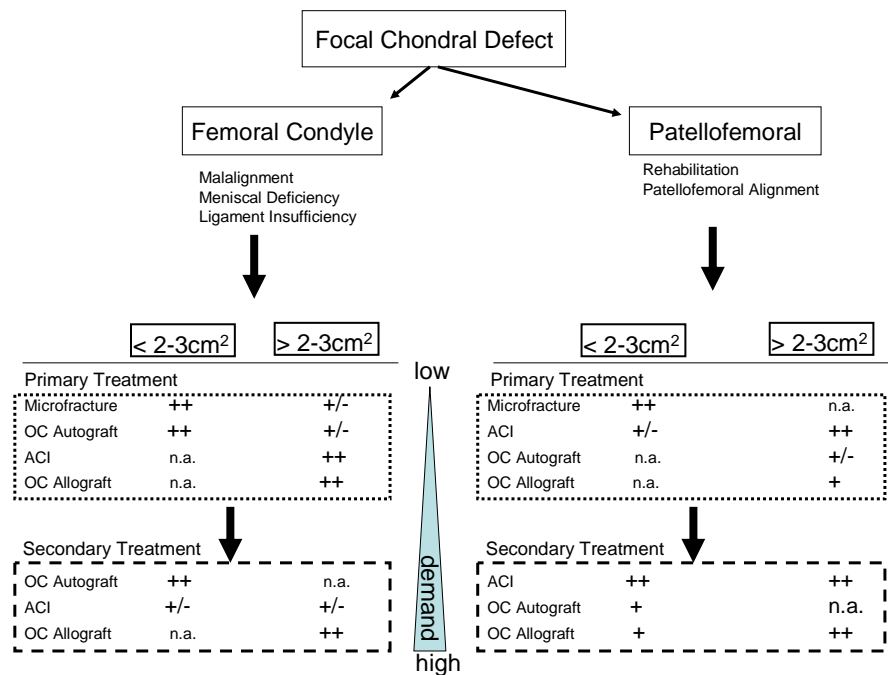 Focal Chondral Defect
Femoral Condyle
Malalignment
Meniscal Deficiency
Ligament Insufficiency
Patellofemoral
Rehabilitation
Patellofemoral Alignment
< 2-3cm² > 2-3cm²
Primary Treatment
Microfracture ++ +/-
OC Autograft ++ +/-
ACI n.a. ++
OC Allograft n.a. ++
Secondary Treatment
OC Autograft ++ n.a.
ACI +/- +/-
OC Allograft n.a. ++
low
demand
high
< 2-3cm² > 2-3cm²
Primary Treatment
Microfracture ++ n.a.
ACI +/- ++
OC Autograft n.a. +/-
OC Allograft n.a. +
Secondary Treatment
ACI ++ ++
OC Autograft + n.a.
OC Allograft + ++